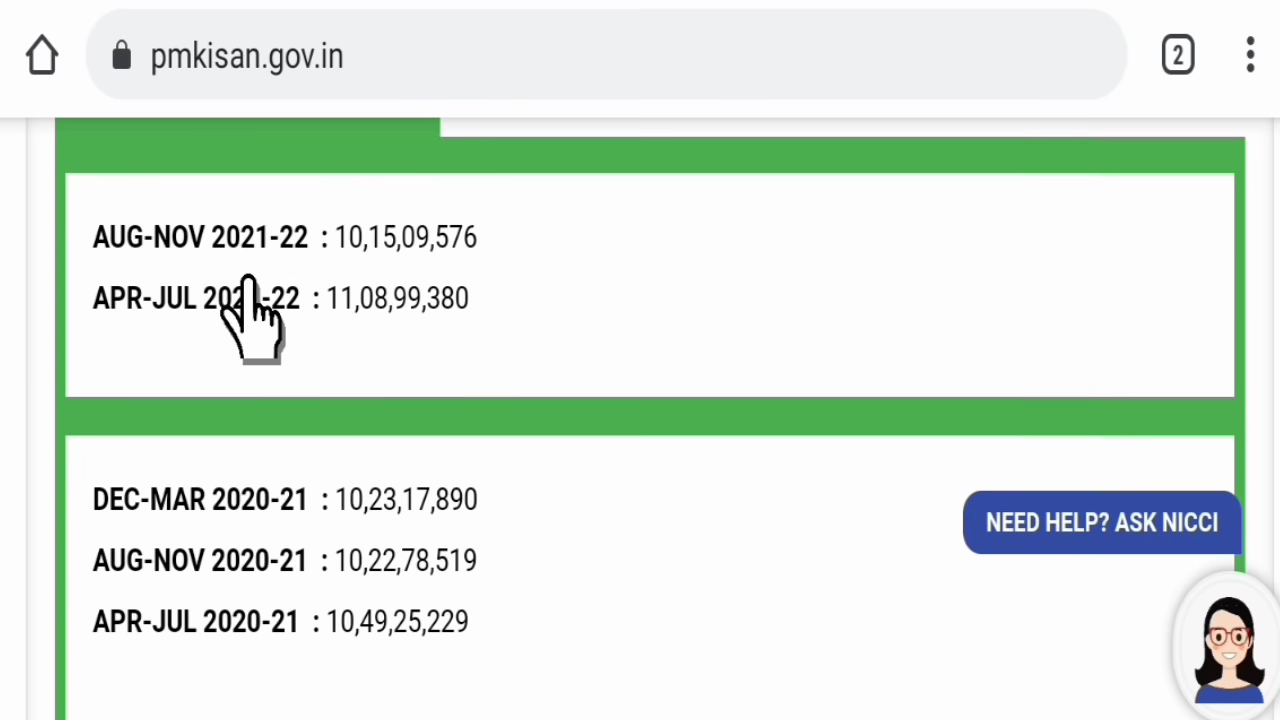 2
pmkisan.gov.in
AUG-NOV 2021-22 : 10,15,09,576
APR-JUL 2021-22 : 11,08,99,380
DEC-MAR 2020-21 : 10,23,17,890
AUG-NOV 2020-21 : 10,22,78,519
APR-JUL 2020-21 : 10,49,25,229
NEED HELP? ASK NICCI